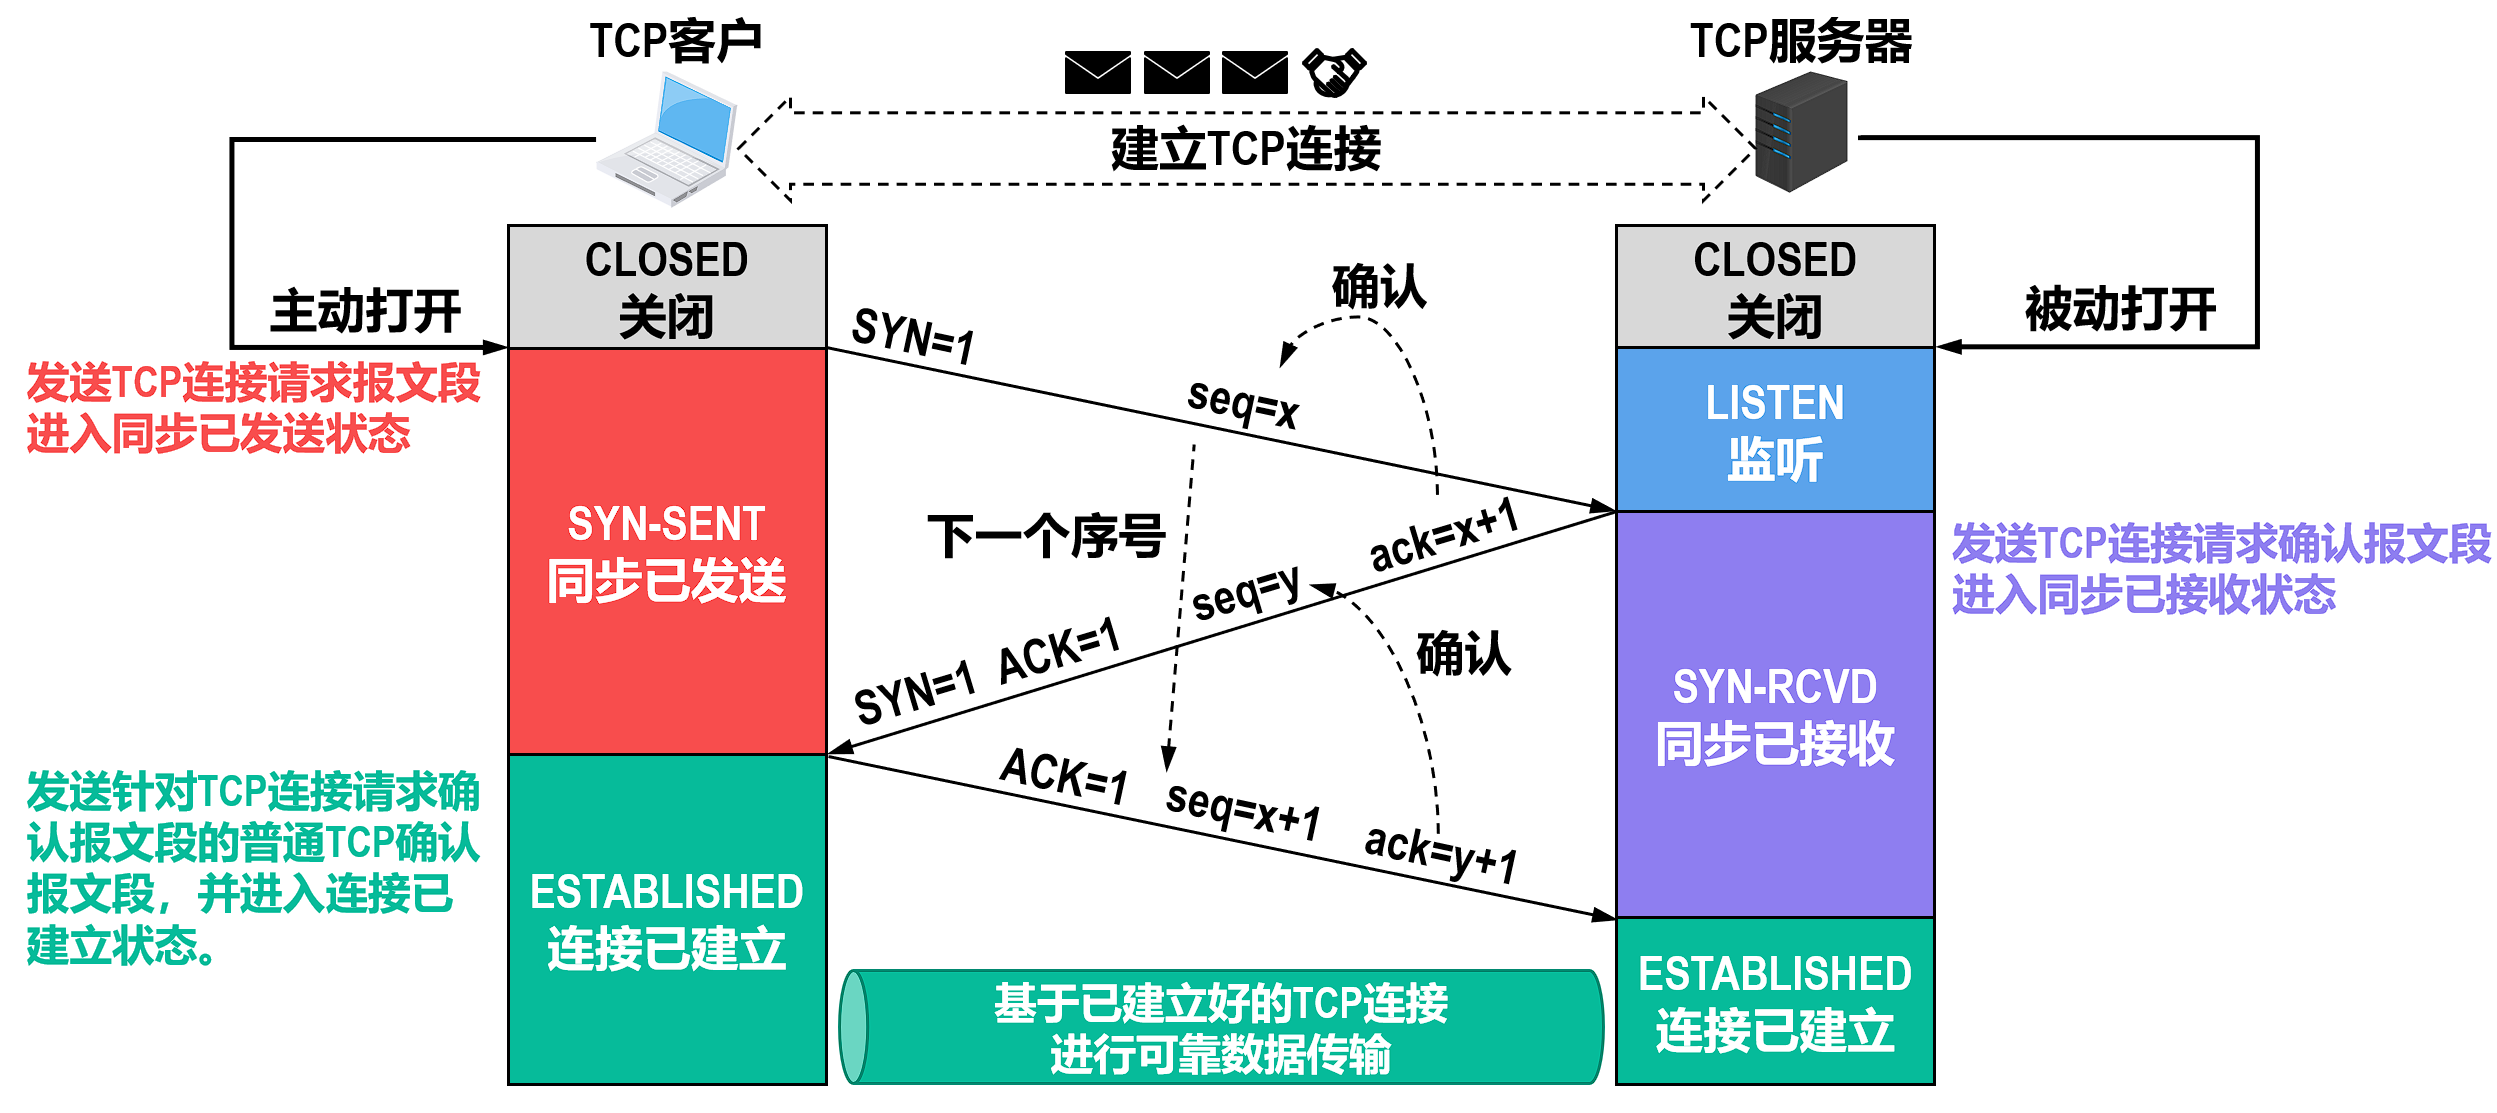 TCP客户
TCP服务器
建立TCP连接
CLOSED
关闭
CLOSED
关闭
主动打开
被动打开
发送TCP连接请求报文段
进入同步已发送状态
SYN=1
seq=x
确认
LISTEN
监听
SYN-SENT
同步已发送
下一个序号
ack=x+1
seq=y
SYN=1 ACK=1
确认
发送TCP连接请求确认报文段
进入同步已接收状态
SYN-RCVD
同步已接收
发送针对TCP连接请求确
认报文段的普通TCP确认
报文段，并进入连接已
建立状态。
ACK=1
seq=x+1
ack=y+1
ESTABLISHED
连接已建立
ESTABLISHED
连接已建立
基于已建立好的TCP连接
进行可靠数据传输